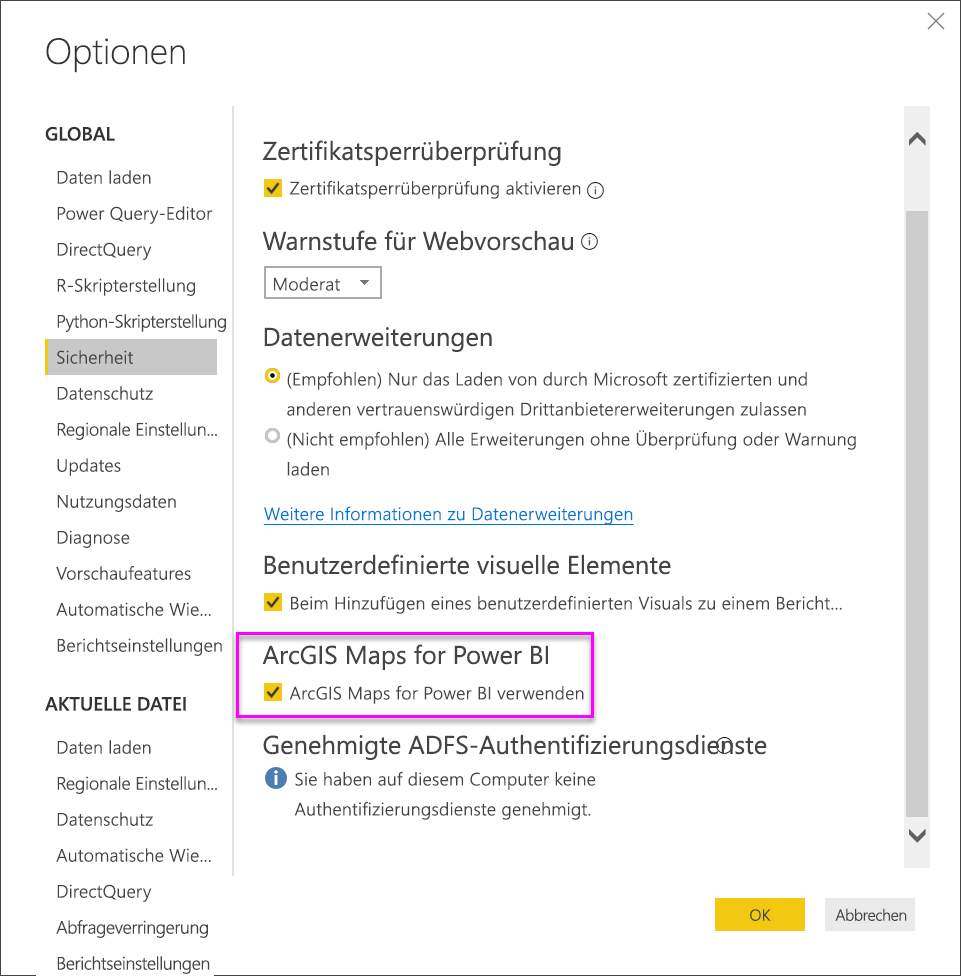 Optionen
GLOBAL
Daten laden
Power Query-Editor
DirectQuery
R-Skripterstellung
Python-Skripterstellung
Sicherheit
Datenschutz
Regionale Einstellun...
Updates
Nutzungsdaten
Diagnose
Vorschaufeatures
Automatische Wie...
Berichtseinstellungen
AKTUELLE DATEI
Daten laden
Regionale Einstellun...
Datenschutz
Automatische Wie...
DirectQuery
Abfrageverringerung
Berichtseinstellungen
Zertifikatsperrüberprüfung
Zertifikatsperrüberprüfung aktivieren
Warnstufe für Webvorschau
Moderat
Datenerweiterungen
(Empfohlen) Nur das Laden von durch Microsoft zertifizierten und
anderen vertrauenswürdigen Drittanbietererweiterungen zulassen
(Nicht empfohlen) Alle Erweiterungen ohne Überprüfung oder Warnung
laden
Weitere Informationen zu Datenerweiterungen
Benutzerdefinierte visuelle Elemente
Beim Hinzufügen eines benutzerdefinierten Visuals zu einem Bericht...
ArcGIS Maps for Power BI
ArcGIS Maps for Power BI verwenden
Genehmigte ADFS-Authentifizierungsdienste
Sie haben auf diesem Computer keine
Authentifizierungsdienste genehmigt.
OK
Abbrechen